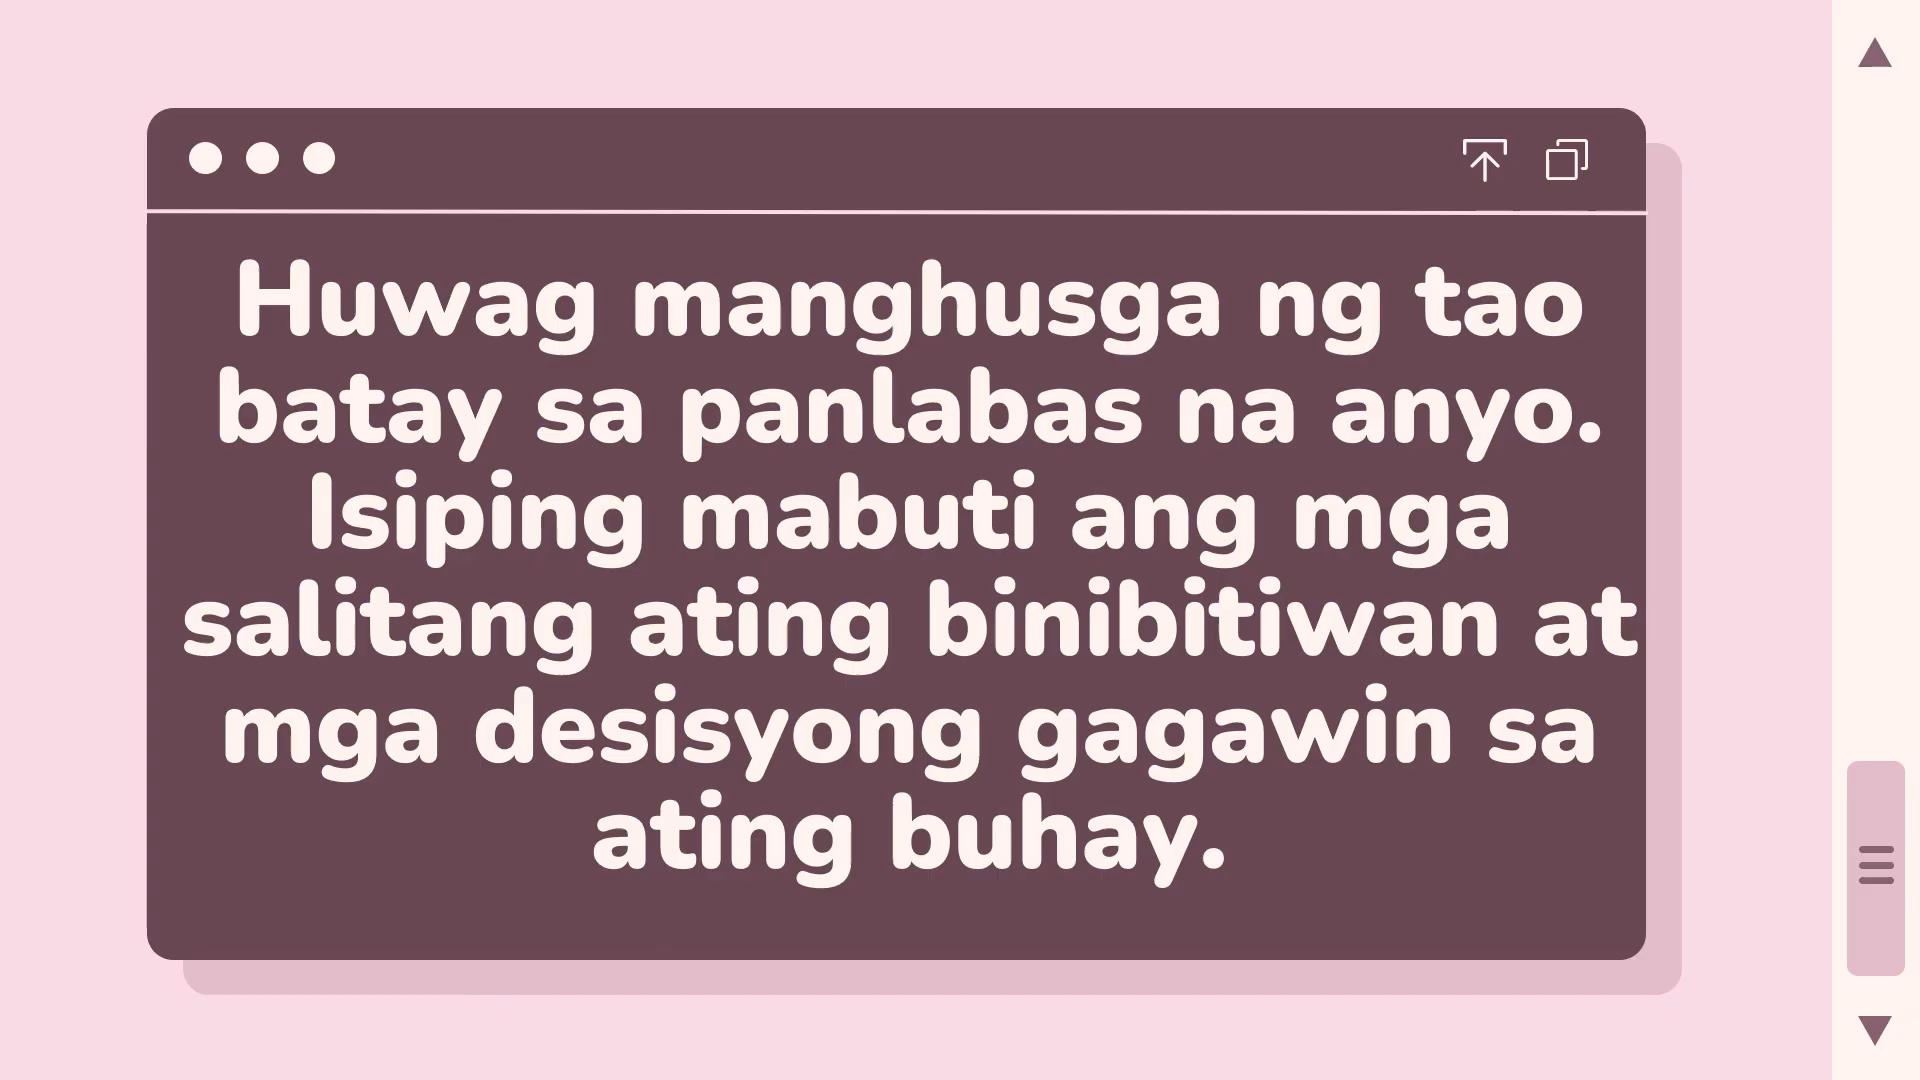 Huwag manghusga ng tao
batay sa panlabas na anyo.
Isiping mabuti ang mga
salitang ating binibitiwan at
mga desisyong gagawin sa
ating buhay.